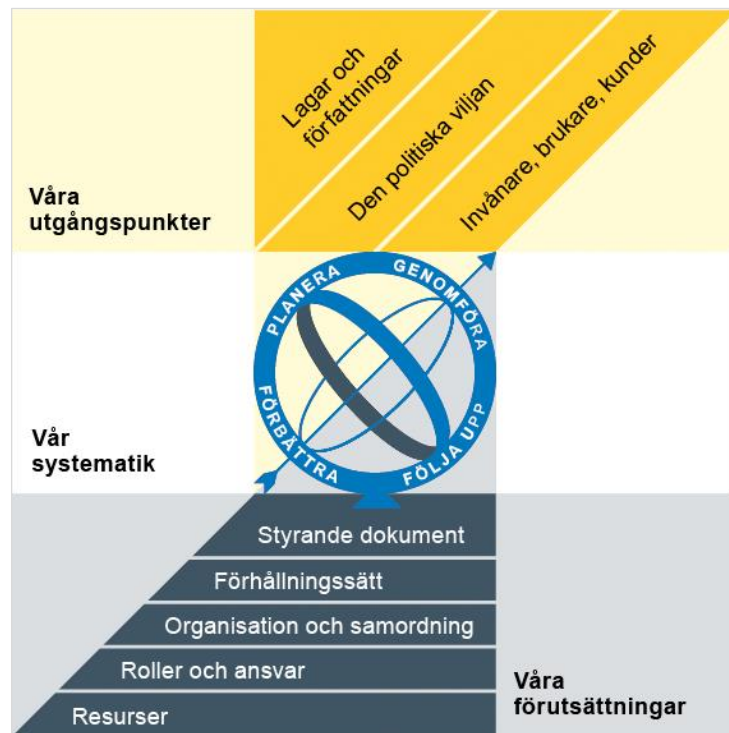 Lagar och
författningar
Den politiska viljan
Invånare, brukare, kunder
Våra
utgångspunkter
PLANERA
GENOMFÖRA
FÖLJA UPP
FÖRBÄTTRA
Vår
systematik
Styrande dokument
Förhållningssätt
Organisation och samordning
Roller och ansvar
Resurser
Våra
förutsättningar